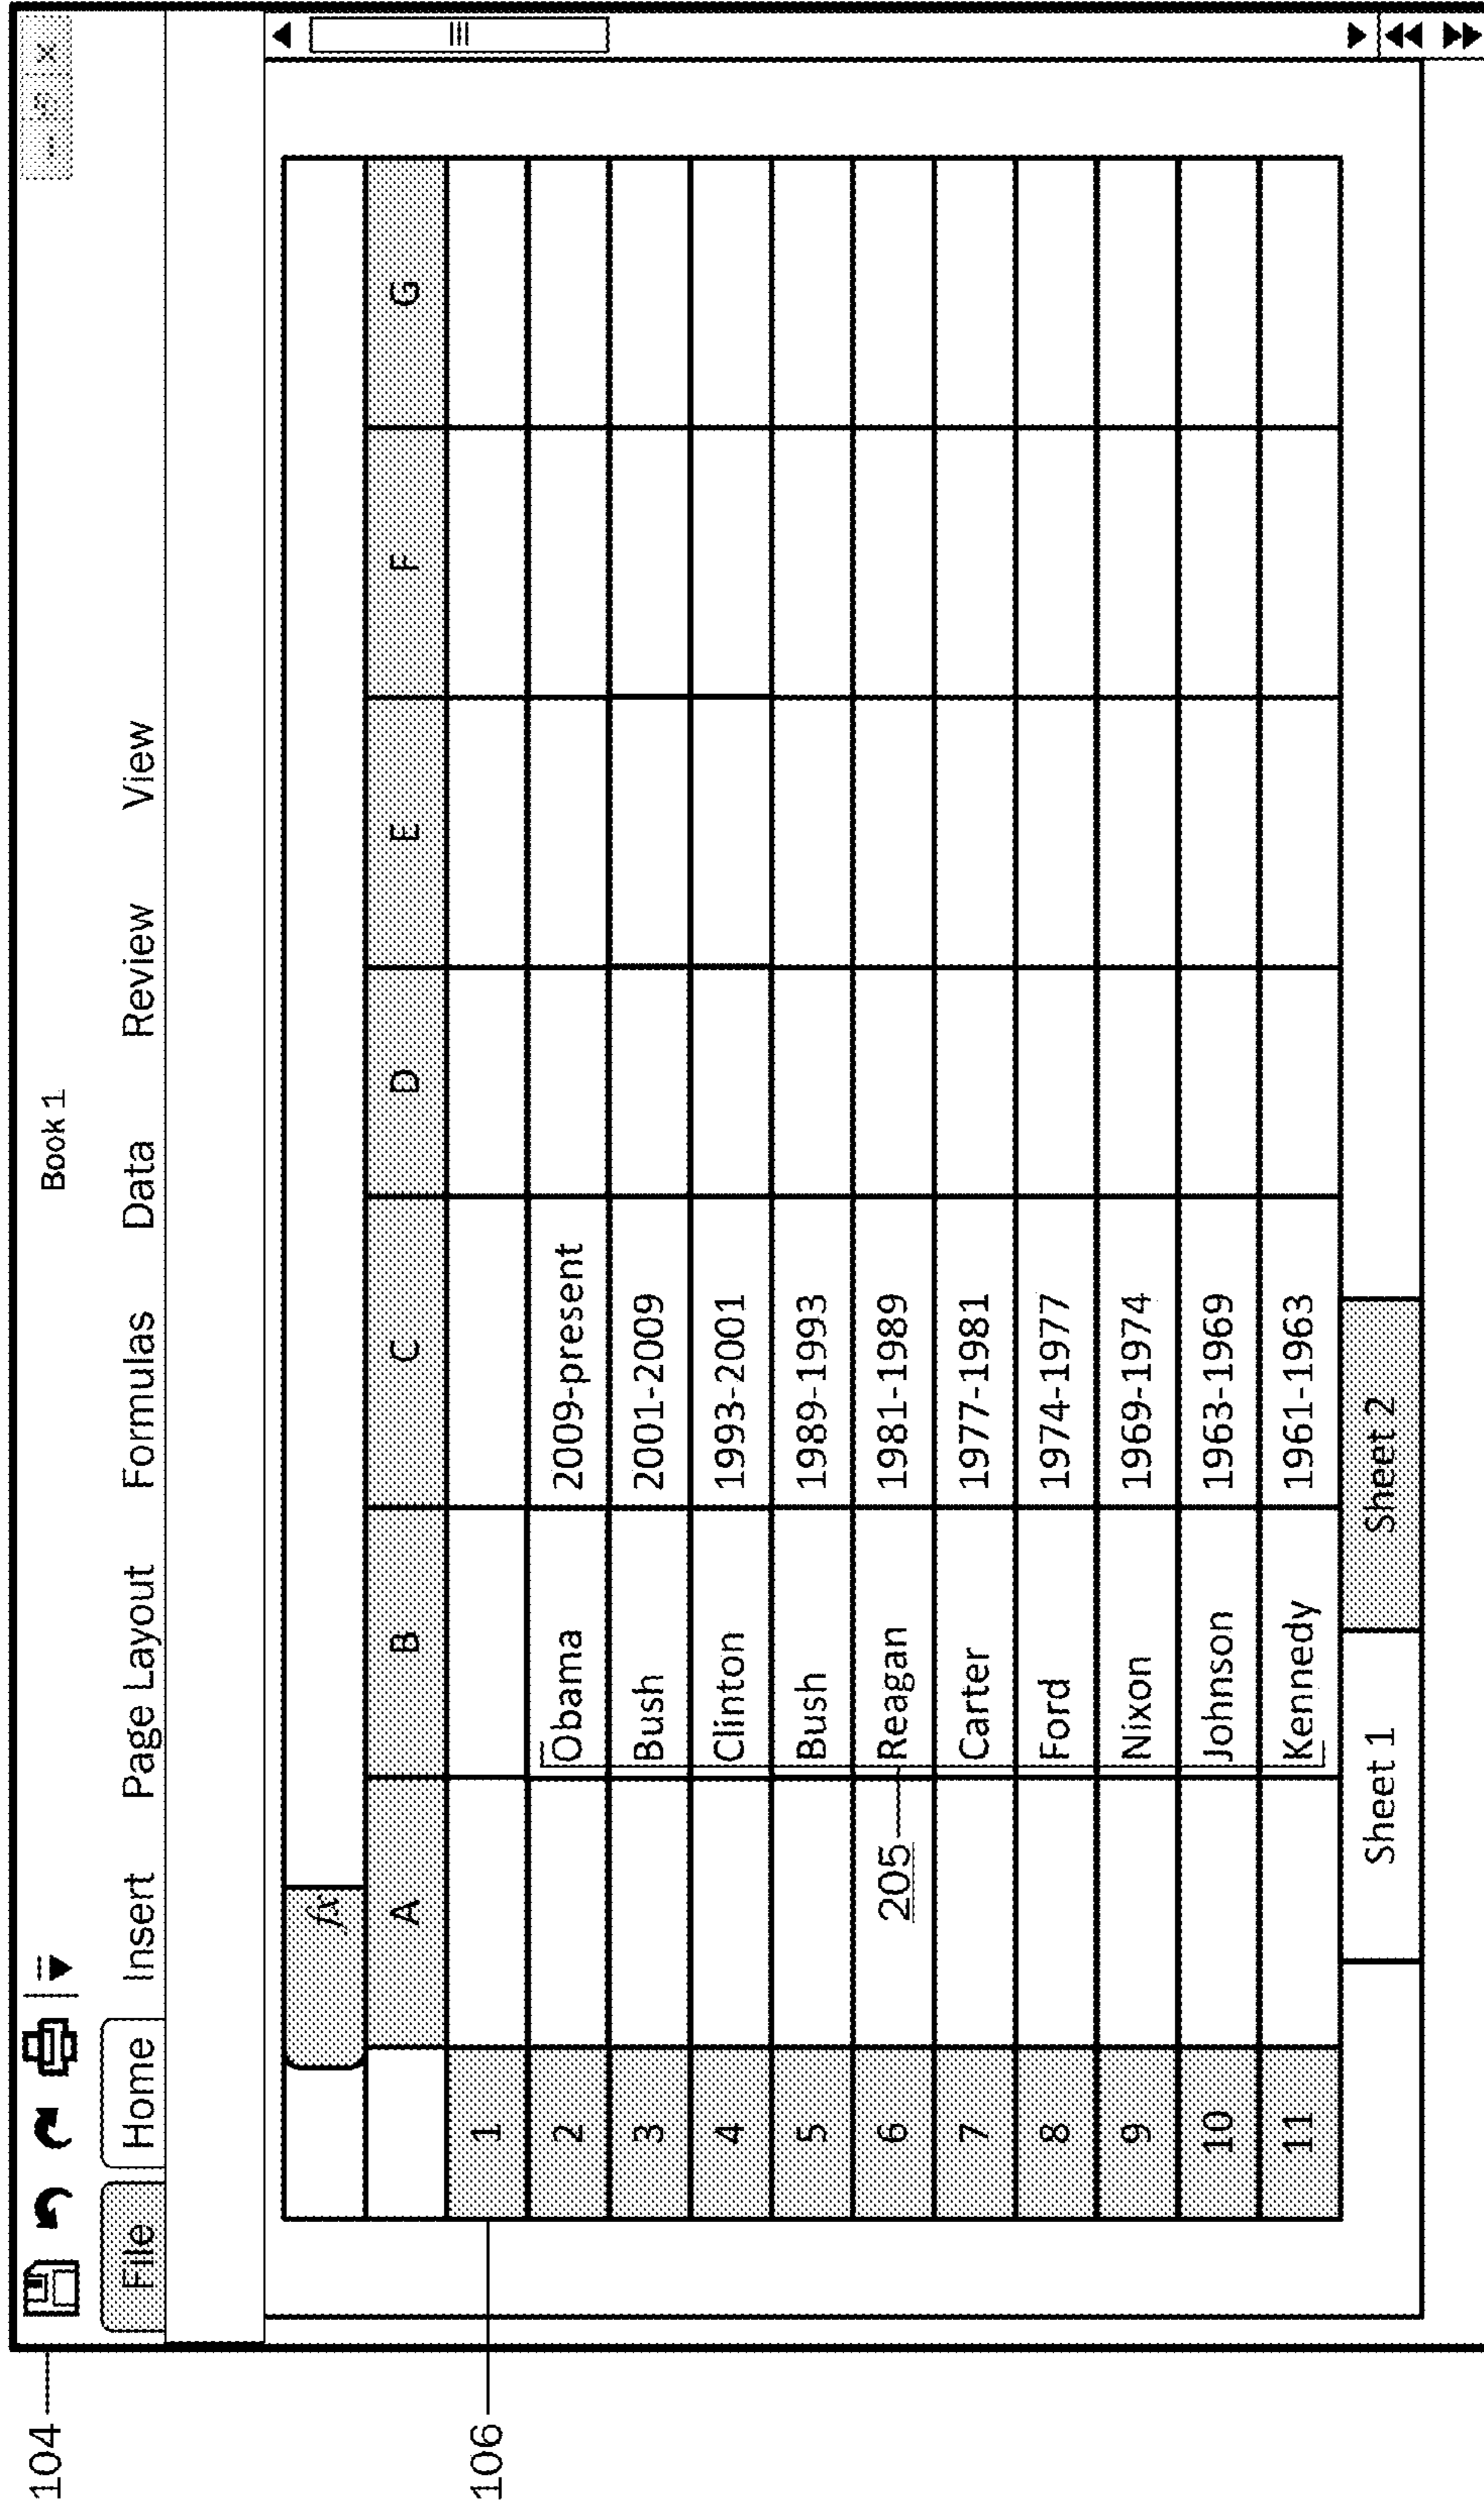 104
Book 1
File Home Insert Page Layout Formulas Data Review View
fx
A B C D E F G
106
1
2 Obama 2009-present
3 Bush 2001-2009
4 Clinton 1993-2001
5 Bush 1989-1993
6 205 Reagan 1981-1989
7 Carter 1977-1981
8 Ford 1974-1977
9 Nixon 1969-1974
10 Johnson 1963-1969
11 Kennedy 1961-1963
Sheet 1 Sheet 2